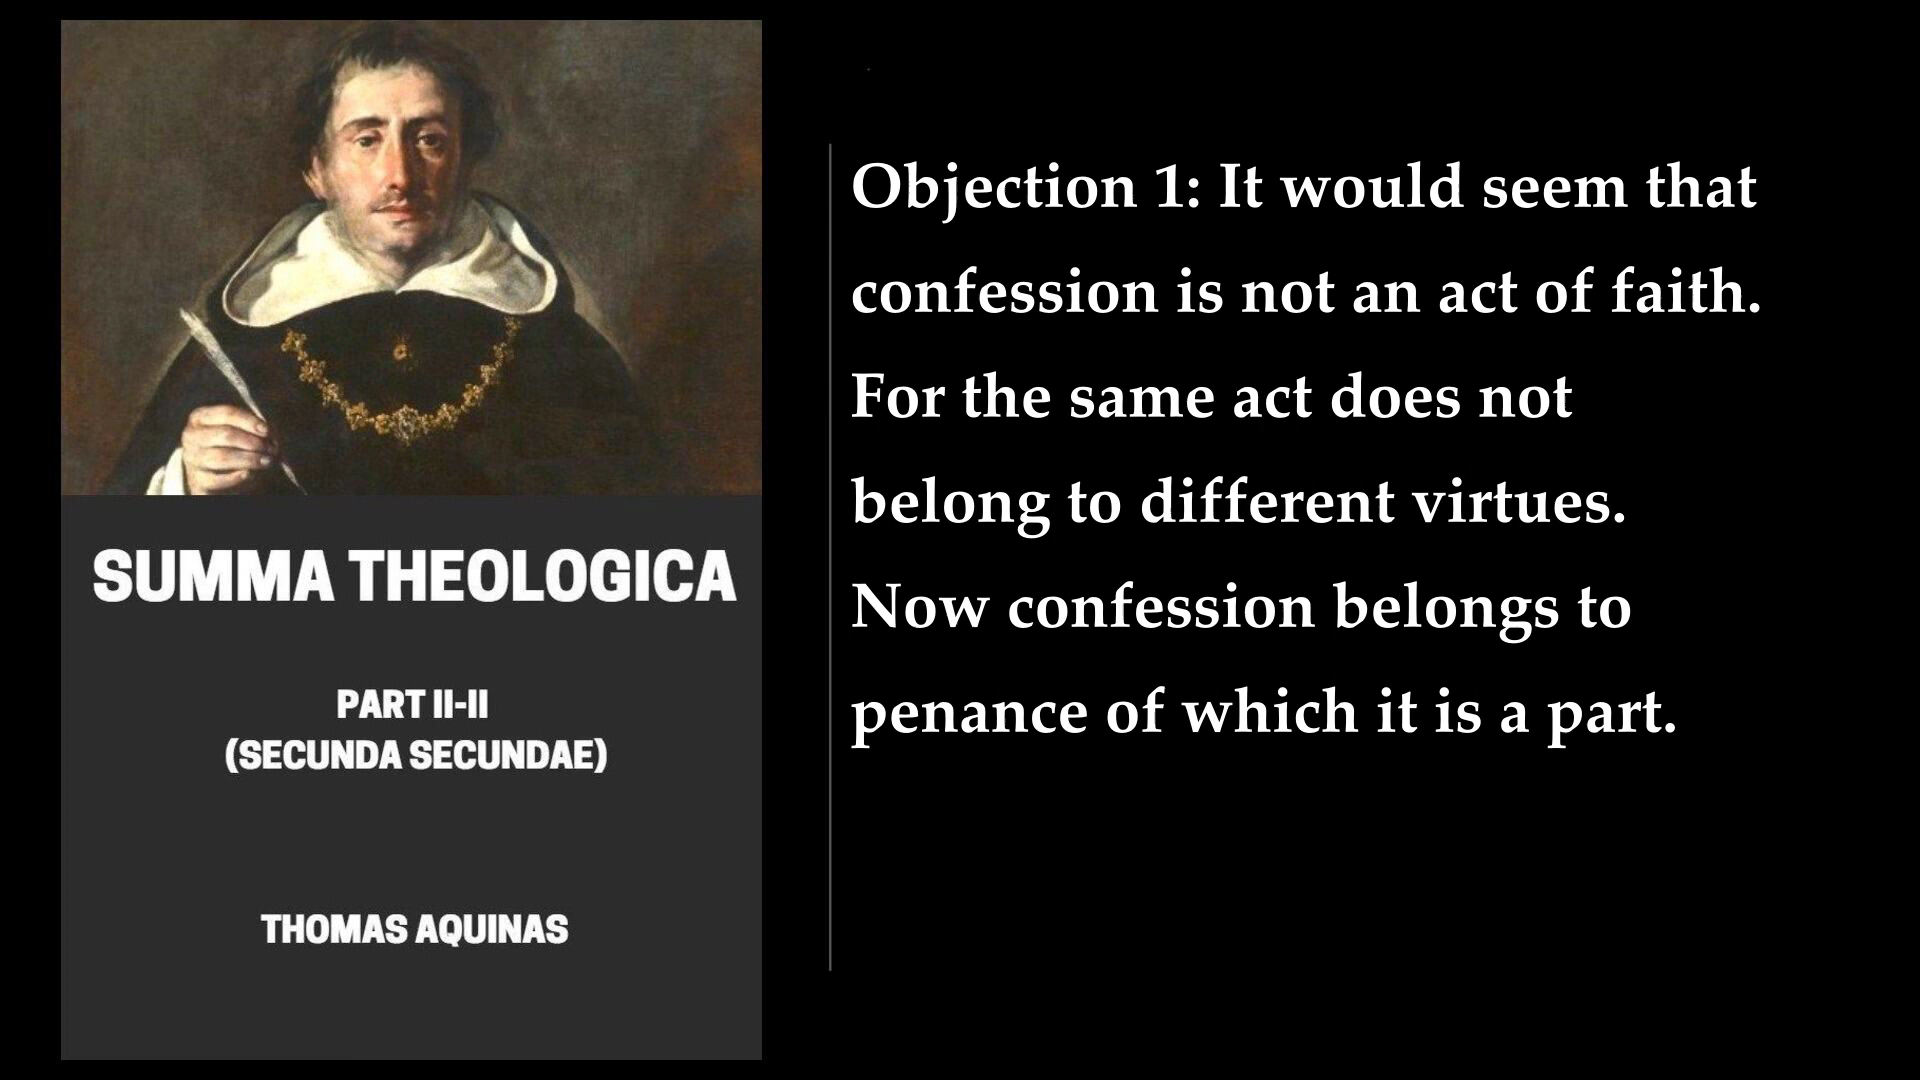 SUMMA THEOLOGICA
PART II-II
(SECUNDA SECUNDAE)
THOMAS AQUINAS
Objection 1: It would seem that
confession is not an act of faith.
For the same act does not
belong to different virtues.
Now confession belongs to
penance of which it is a part.